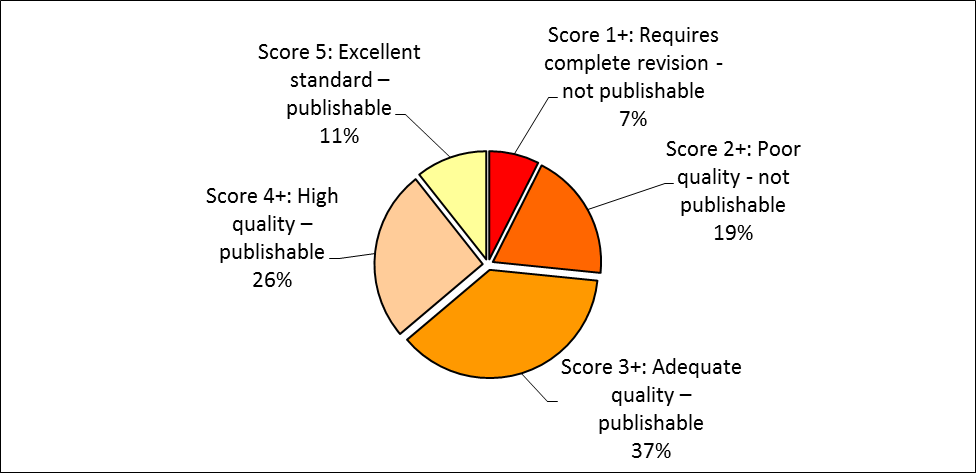 Score 1+: Requires
complete revision -
not publishable
7%
Score 2+: Poor
quality - not
publishable
19%
Score 3+: Adequate
quality –
publishable
37%
Score 4+: High
quality –
publishable
26%
Score 5: Excellent
standard –
publishable
11%